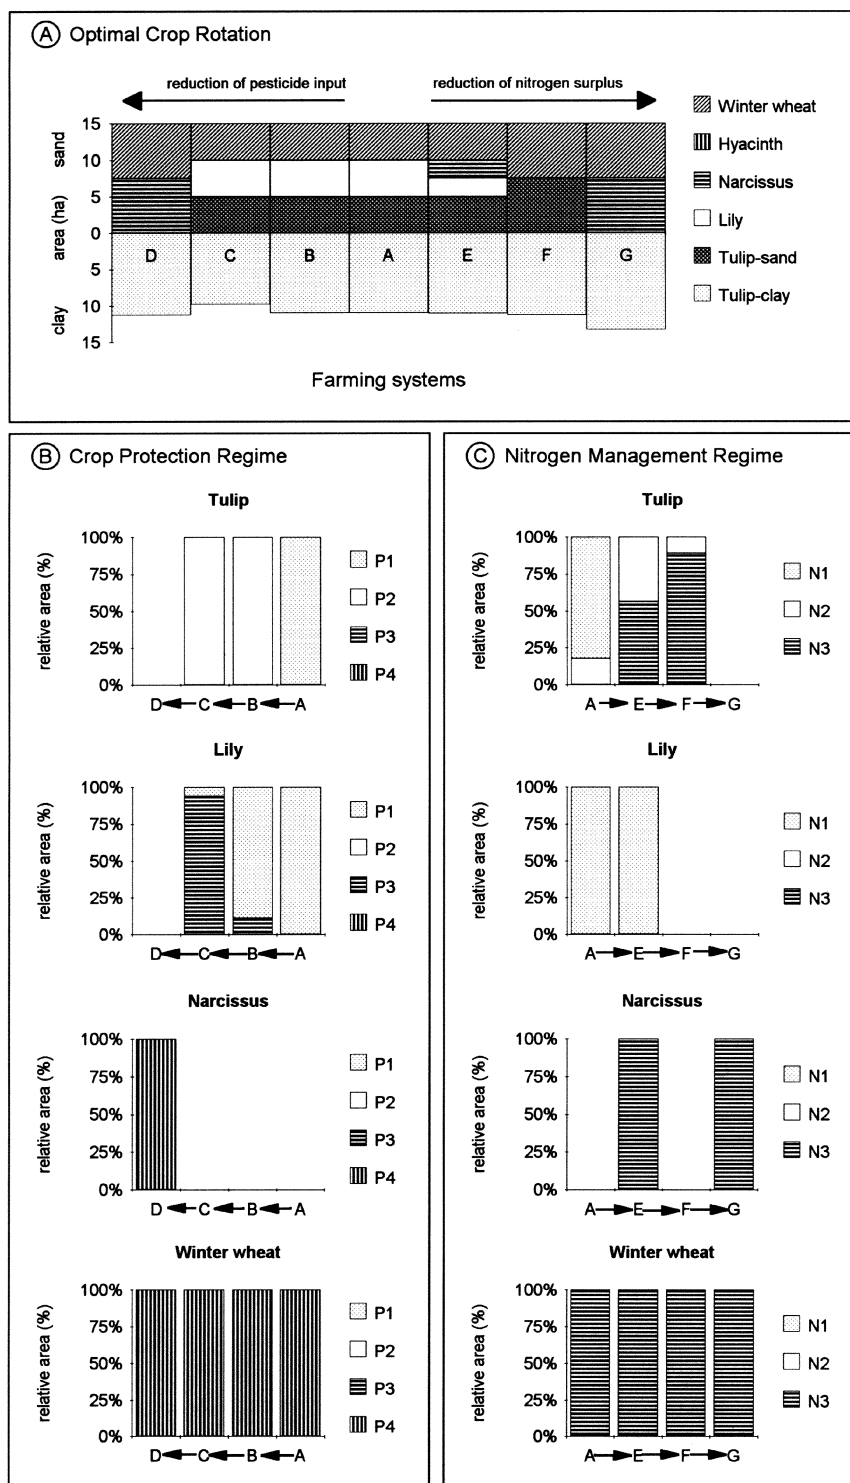 A Optimal Crop Rotation
reduction of pesticide input
reduction of nitrogen surplus
sand
area (ha)
clay
15
10
5
0
5
10
15
D C B A E F G
Winter wheat
Hyacinth
Narcissus
Lily
Tulip-sand
Tulip-clay
Farming systems
B Crop Protection Regime
Tulip
relative area (%)
100%
75%
50%
25%
0%
D C B A
P1
P2
P3
P4
Lily
relative area (%)
100%
75%
50%
25%
0%
D C B A
P1
P2
P3
P4
Narcissus
relative area (%)
100%
75%
50%
25%
0%
D C B A
P1
P2
P3
P4
Winter wheat
relative area (%)
100%
75%
50%
25%
0%
D C B A
P1
P2
P3
P4
C Nitrogen Management Regime
Tulip
relative area (%)
100%
75%
50%
25%
0%
A E F G
N1
N2
N3
Lily
relative area (%)
100%
75%
50%
25%
0%
A E F G
N1
N2
N3
Narcissus
relative area (%)
100%
75%
50%
25%
0%
A E F G
N1
N2
N3
Winter wheat
relative area (%)
100%
75%
50%
25%
0%
A E F G
N1
N2
N3